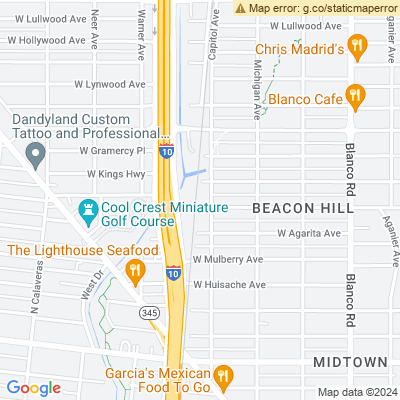 Map error: g.co/staticmaperror
W Lullwood Ave
W Lullwood Ave
W Hollywood Ave
Neer Ave
Warner Ave
Capitol Ave
Aganier Ave
Chris Madrid's
Michigan Ave
W Lynwood Ave
Blanco Cafe
Dandyland Custom
Tattoo and Professional...
W Gramercy Pl
10
Blanco Rd
W Kings Hwy
Cool Crest Miniature
Golf Course
BEACON HILL
Aganier Ave
W Agarita Ave
The Lighthouse Seafood
W Mulberry Ave
10
N Calaveras
West Dr
W Huisache Ave
Blanco Rd
345
MIDTOWN
Garcia's Mexican
Food To Go
Google
Map data ©2024